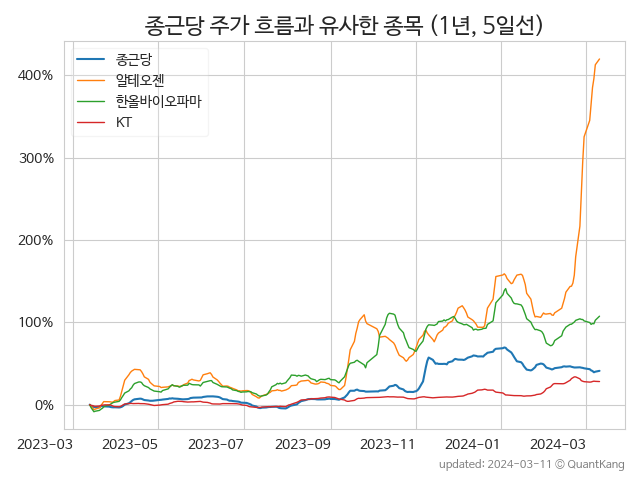 종근당 주가 흐름과 유사한 종목 (1년, 5일선)
종근당
알테오젠
한올바이오파마
KT
400%
300%
200%
100%
0%
2023-03 2023-05 2023-07 2023-09 2023-11 2024-01 2024-03
updated: 2024-03-11 © QuantKang